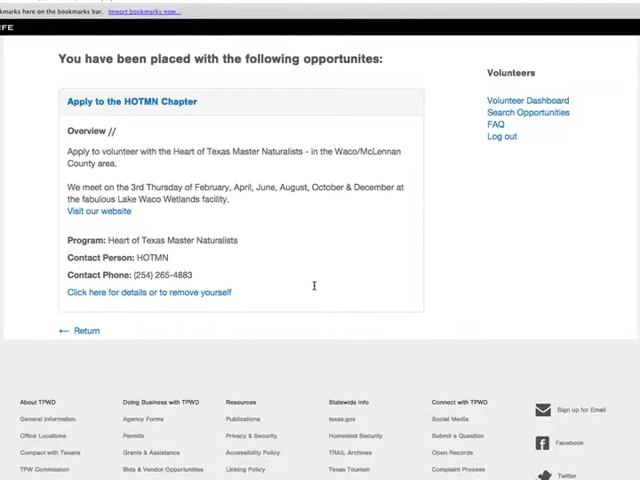 kmarks here on the bookmarks bar. Import bookmarks now...
IFE
You have been placed with the following opportunites:
Apply to the HOTMN Chapter
Overview //
Apply to volunteer with the Heart of Texas Master Naturalists - in the Waco/McLennan
County area.
We meet on the 3rd Thursday of February, April, June, August, October & December at
the fabulous Lake Waco Wetlands facility.
Visit our website
Program: Heart of Texas Master Naturalists
Contact Person: HOTMN
Contact Phone: (254) 265-4883
Click here for details or to remove yourself
← Return
Volunteers
Volunteer Dashboard
Search Opportunities
FAQ
Log out
About TPWD
General Information
Office Locations
Compact with Texans
TPW Commission
Doing Business with TPWD
Agency Forms
Permits
Grants & Assistance
Bids & Vendor Opportunities
Resources
Publications
Privacy & Security
Accessibility Policy
Linking Policy
Statewide Info
texas.gov
Homeland Security
TRAIL Archives
Texas Tourism
Connect with TPWD
Social Media
Submit a Question
Open Records
Complaint Process
Sign up for Email
Facebook
Twitter